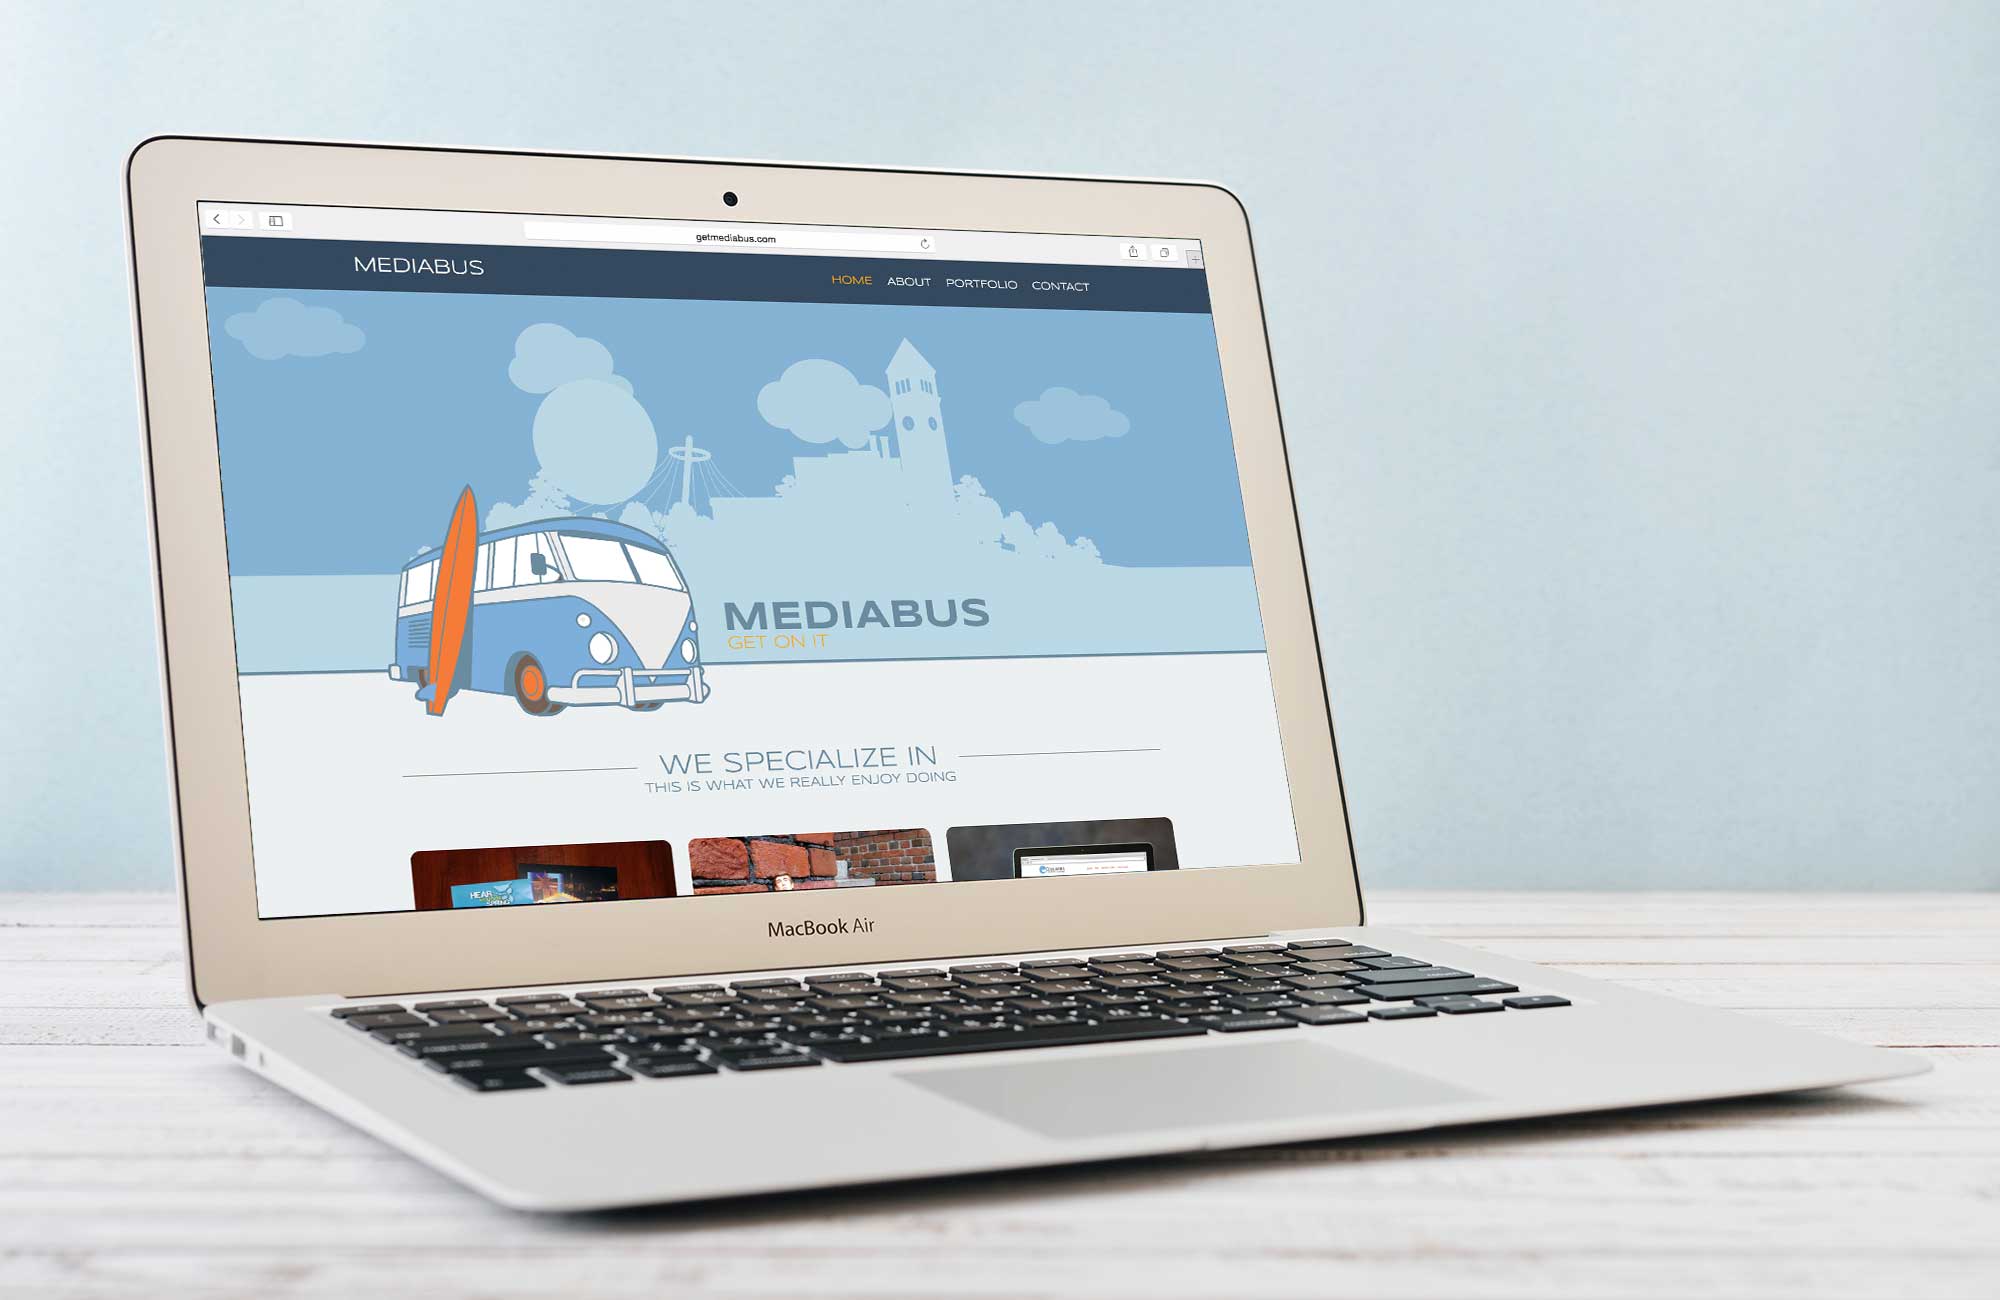 getmediabus.com
MEDIABUS
HOME ABOUT PORTFOLIO CONTACT
MEDIABUS
GET ON IT
WE SPECIALIZE IN
THIS IS WHAT WE REALLY ENJOY DOING
HEAR
SPRING
MacBook Air